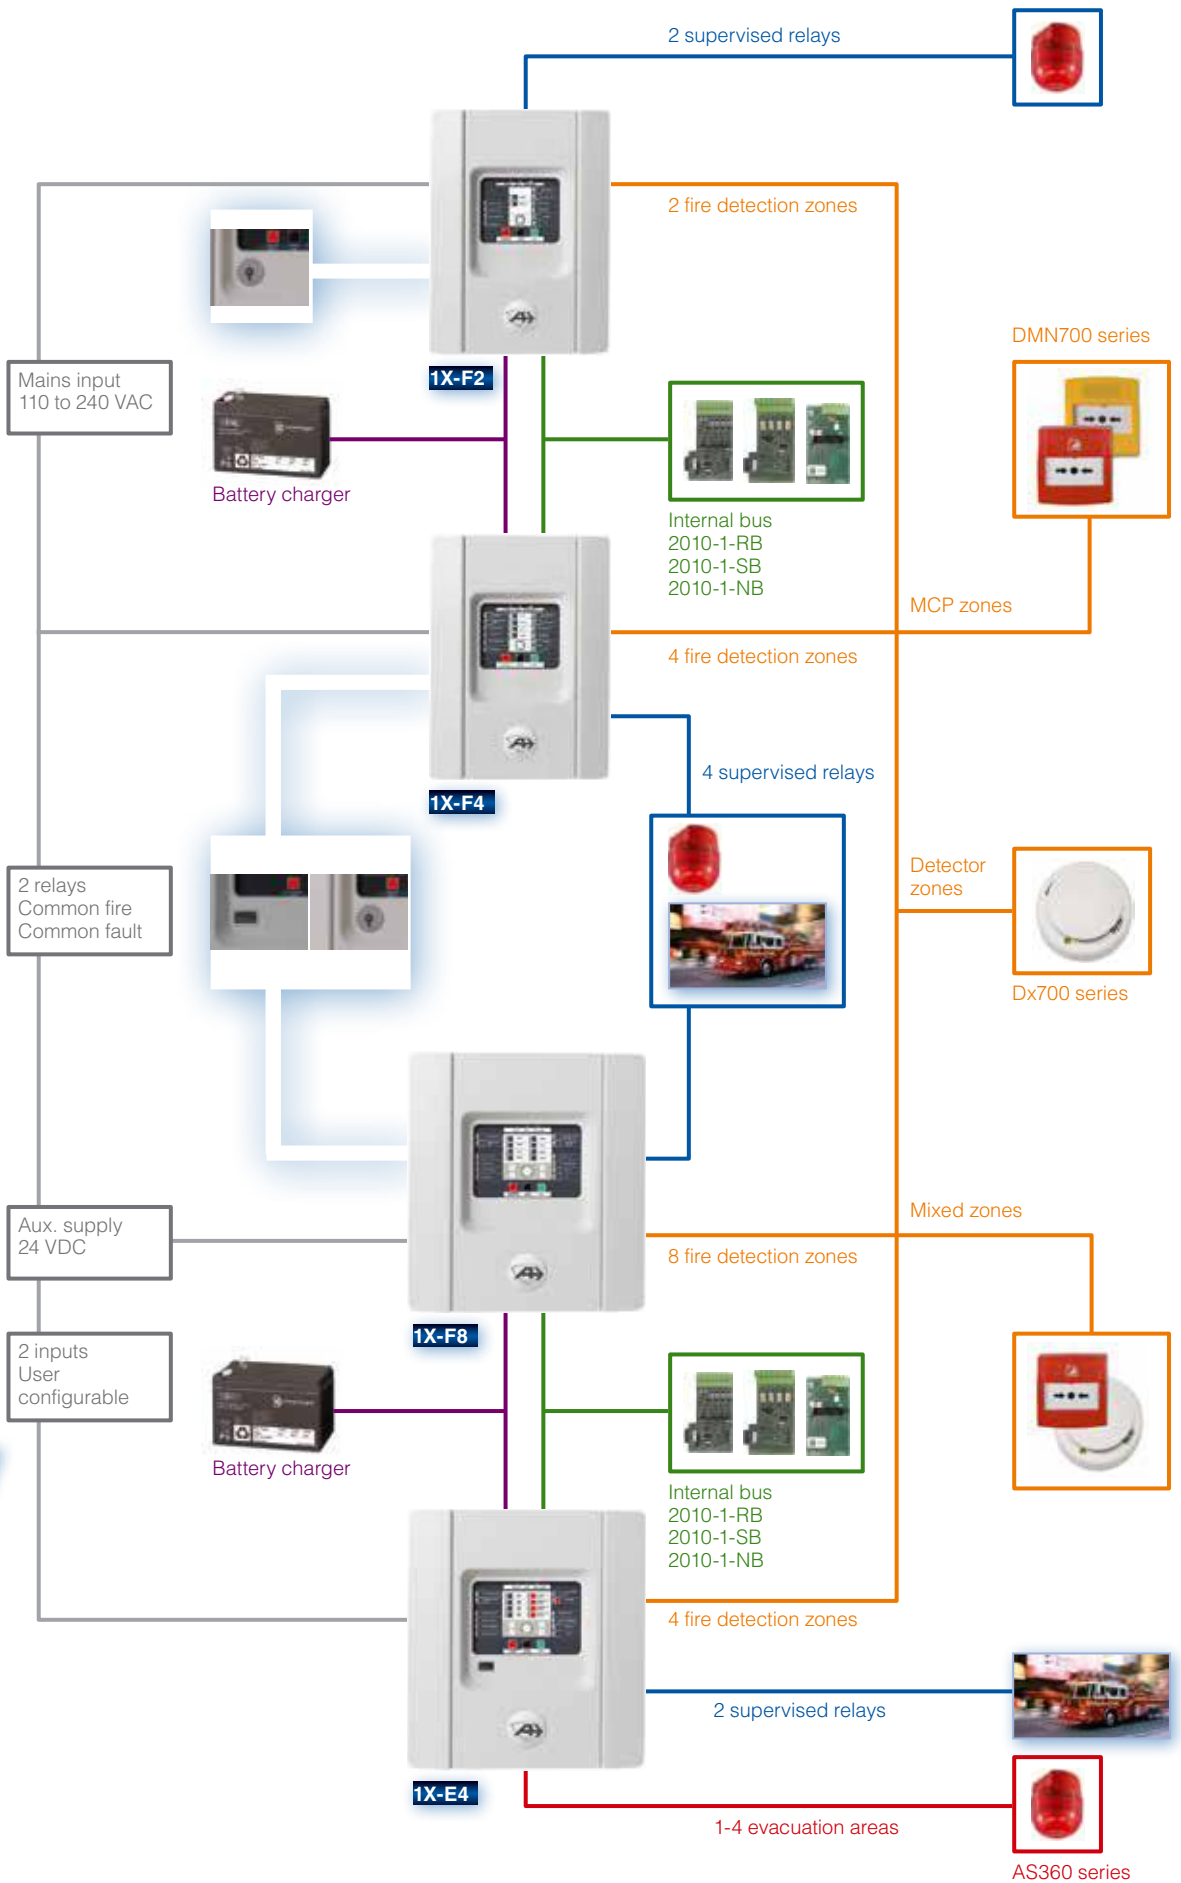 2 supervised relays
2 fire detection zones
1X-F2
Mains input
110 to 240 VAC
Battery charger
DMN700 series
Internal bus
2010-1-RB
2010-1-SB
2010-1-NB
MCP zones
4 fire detection zones
4 supervised relays
1X-F4
2 relays
Common fire
Common fault
Detector
zones
Dx700 series
Aux. supply
24 VDC
Mixed zones
8 fire detection zones
1X-F8
2 inputs
User
configurable
Battery charger
Internal bus
2010-1-RB
2010-1-SB
2010-1-NB
4 fire detection zones
2 supervised relays
1X-E4
1-4 evacuation areas
AS360 series